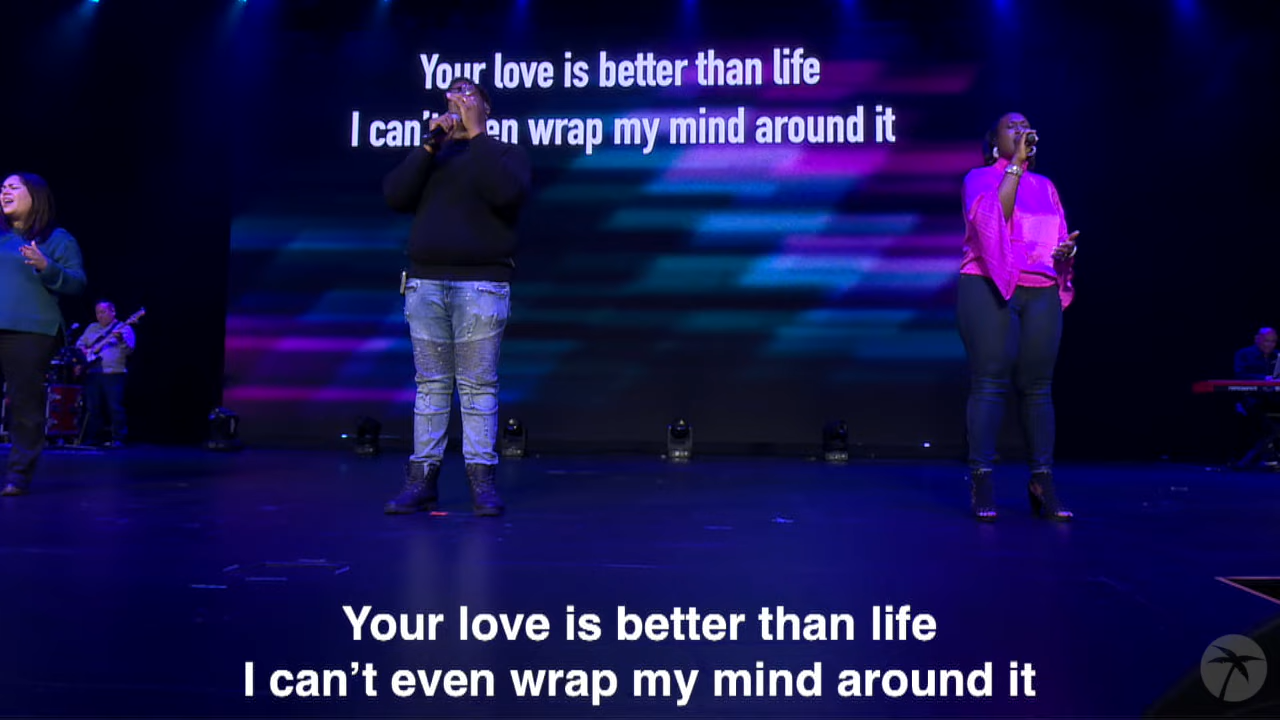 Your love is better than life
I can't even wrap my mind around it
Your love is better than life
I can’t even wrap my mind around it